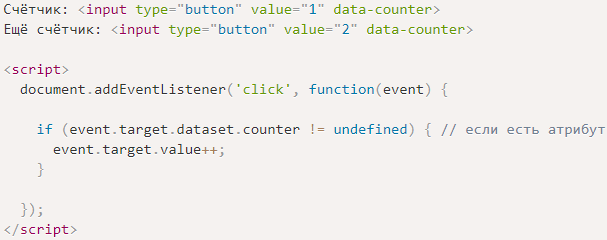 Счётчик: <input type="button" value="1" data-counter>
Ещё счётчик: <input type="button" value="2" data-counter>
<script>
document.addEventListener('click', function(event) {
if (event.target.dataset.counter != undefined) { // если есть атрибут
event.target.value++;
}
});
</script>